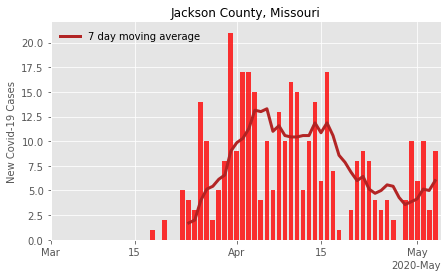 Jackson County, Missouri
7 day moving average
New Covid-19 Cases
20.0
17.5
15.0
12.5
10.0
7.5
5.0
2.5
0.0
Mar 15 Apr 15 May
2020-May